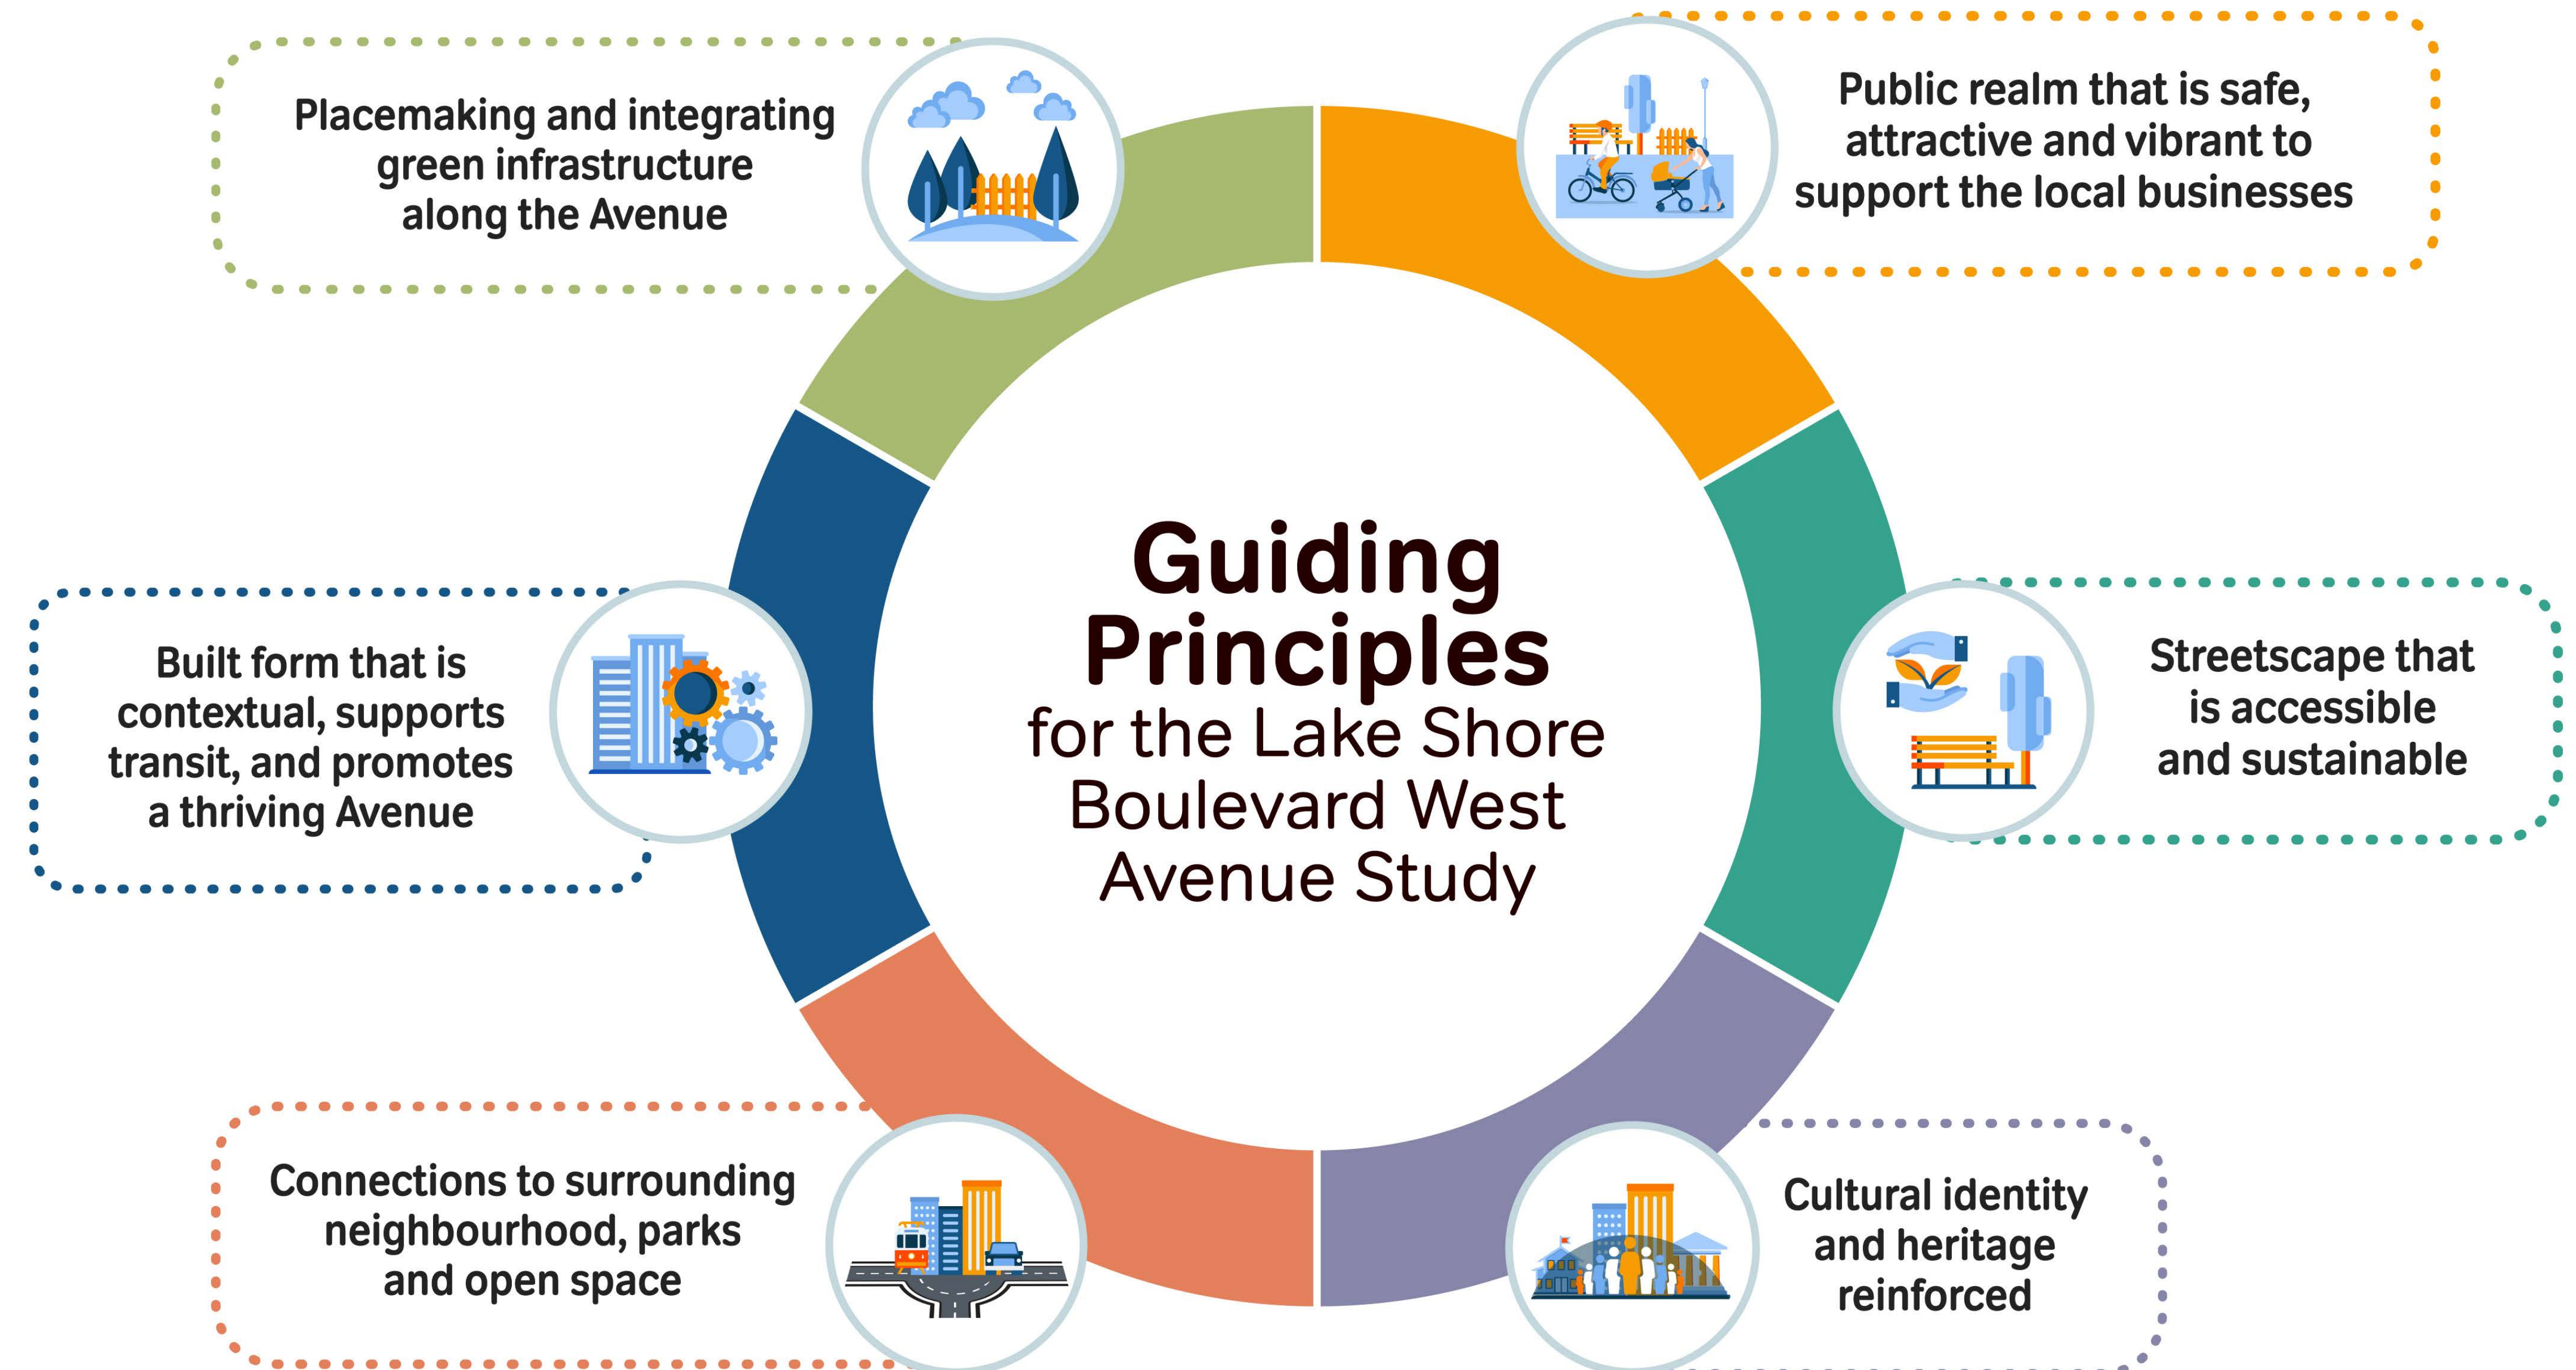 Placemaking and integrating
green infrastructure
along the Avenue
Public realm that is safe,
attractive and vibrant to
support the local businesses
Guiding
Principles
for the Lake Shore
Boulevard West
Avenue Study
Built form that is
contextual, supports
transit, and promotes
a thriving Avenue
Streetscape that
is accessible
and sustainable
Connections to surrounding
neighbourhood, parks
and open space
Cultural identity
and heritage
reinforced